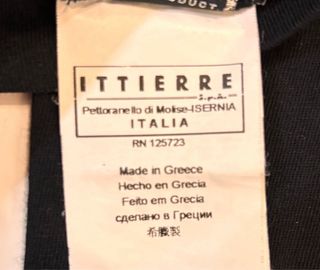 PRODUCT
ITTIERRE
S.p.A.
Pettoranello di Molise-ISERNIA
ITALIA
RN 125723
Made in Greece
Hecho en Grecia
Feito em Grecia
сделано в Греции
希臘製